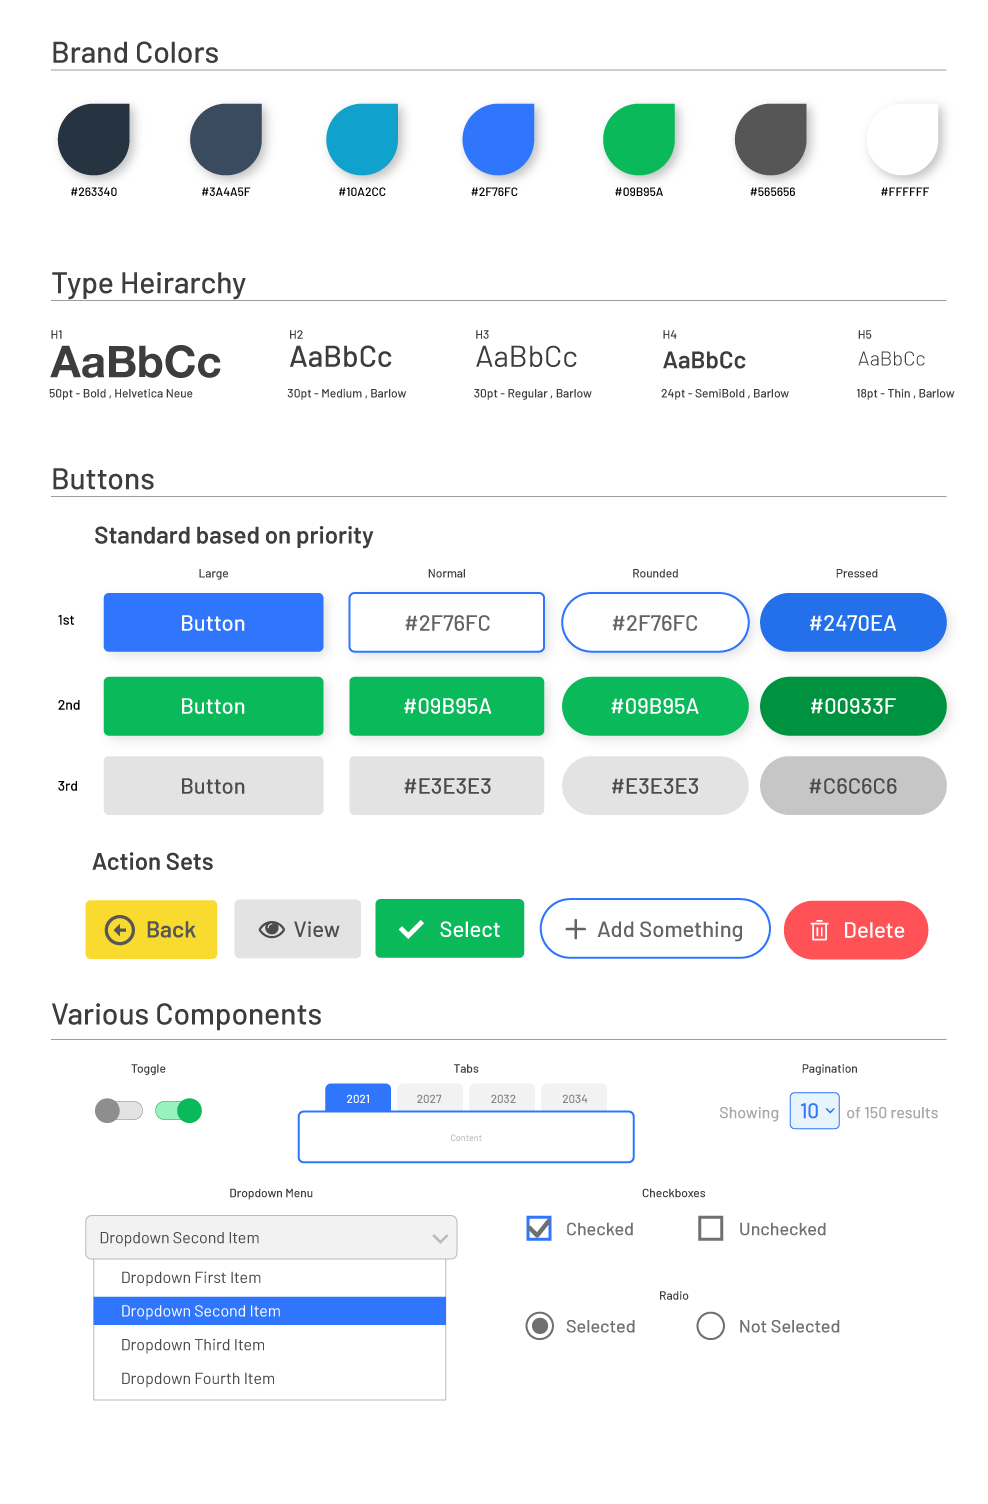 Brand Colors
#263340 #3A4A5F #10A2CC #2F76FC #09B95A #565656 #FFFFFF
Type Heirarchy
H1 H2 H3 H4 H5
AaBbCc AaBbCc AaBbCc AaBbCc AaBbCc
50pt - Bold , Helvetica Neue 30pt - Medium , Barlow 30pt - Regular , Barlow 24pt - SemiBold , Barlow 18pt - Thin , Barlow
Buttons
Standard based on priority
Large Normal Rounded Pressed
1st Button #2F76FC #2F76FC #2470EA
2nd Button #09B95A #09B95A #00933F
3rd Button #E3E3E3 #E3E3E3 #C6C6C6
Action Sets
Back View Select Add Something Delete
Various Components
Toggle Tabs Pagination
2021 2027 2032 2034
Showing 10 of 150 results
Content
Dropdown Menu Checkboxes
Dropdown Second Item Checked Unchecked
Dropdown First Item
Dropdown Second Item Radio
Dropdown Third Item Selected Not Selected
Dropdown Fourth Item